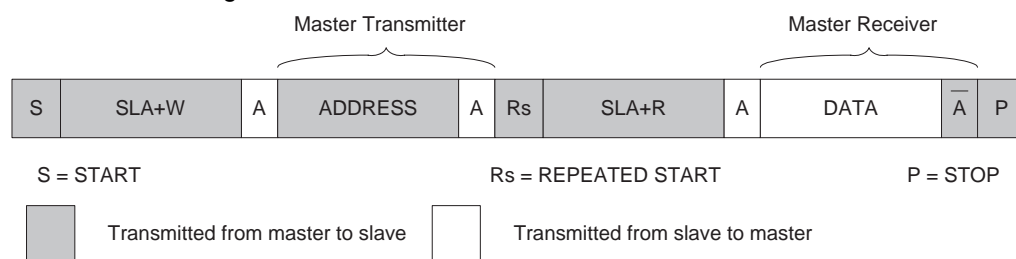 Master Transmitter Master Receiver
S SLA+W A ADDRESS A Rs SLA+R A DATA A̅ P
S = START Rs = REPEATED START P = STOP
Transmitted from master to slave Transmitted from slave to master